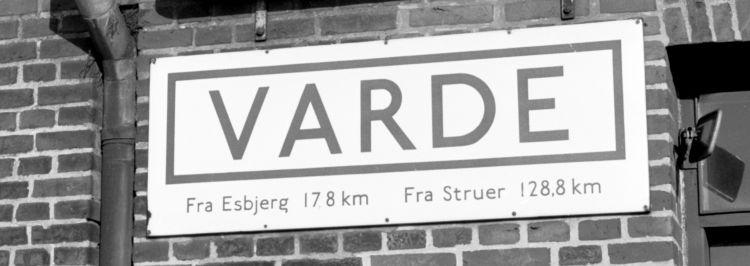 VARDE
Fra Esbjerg 17 8 km Fra Struer 128,8 km